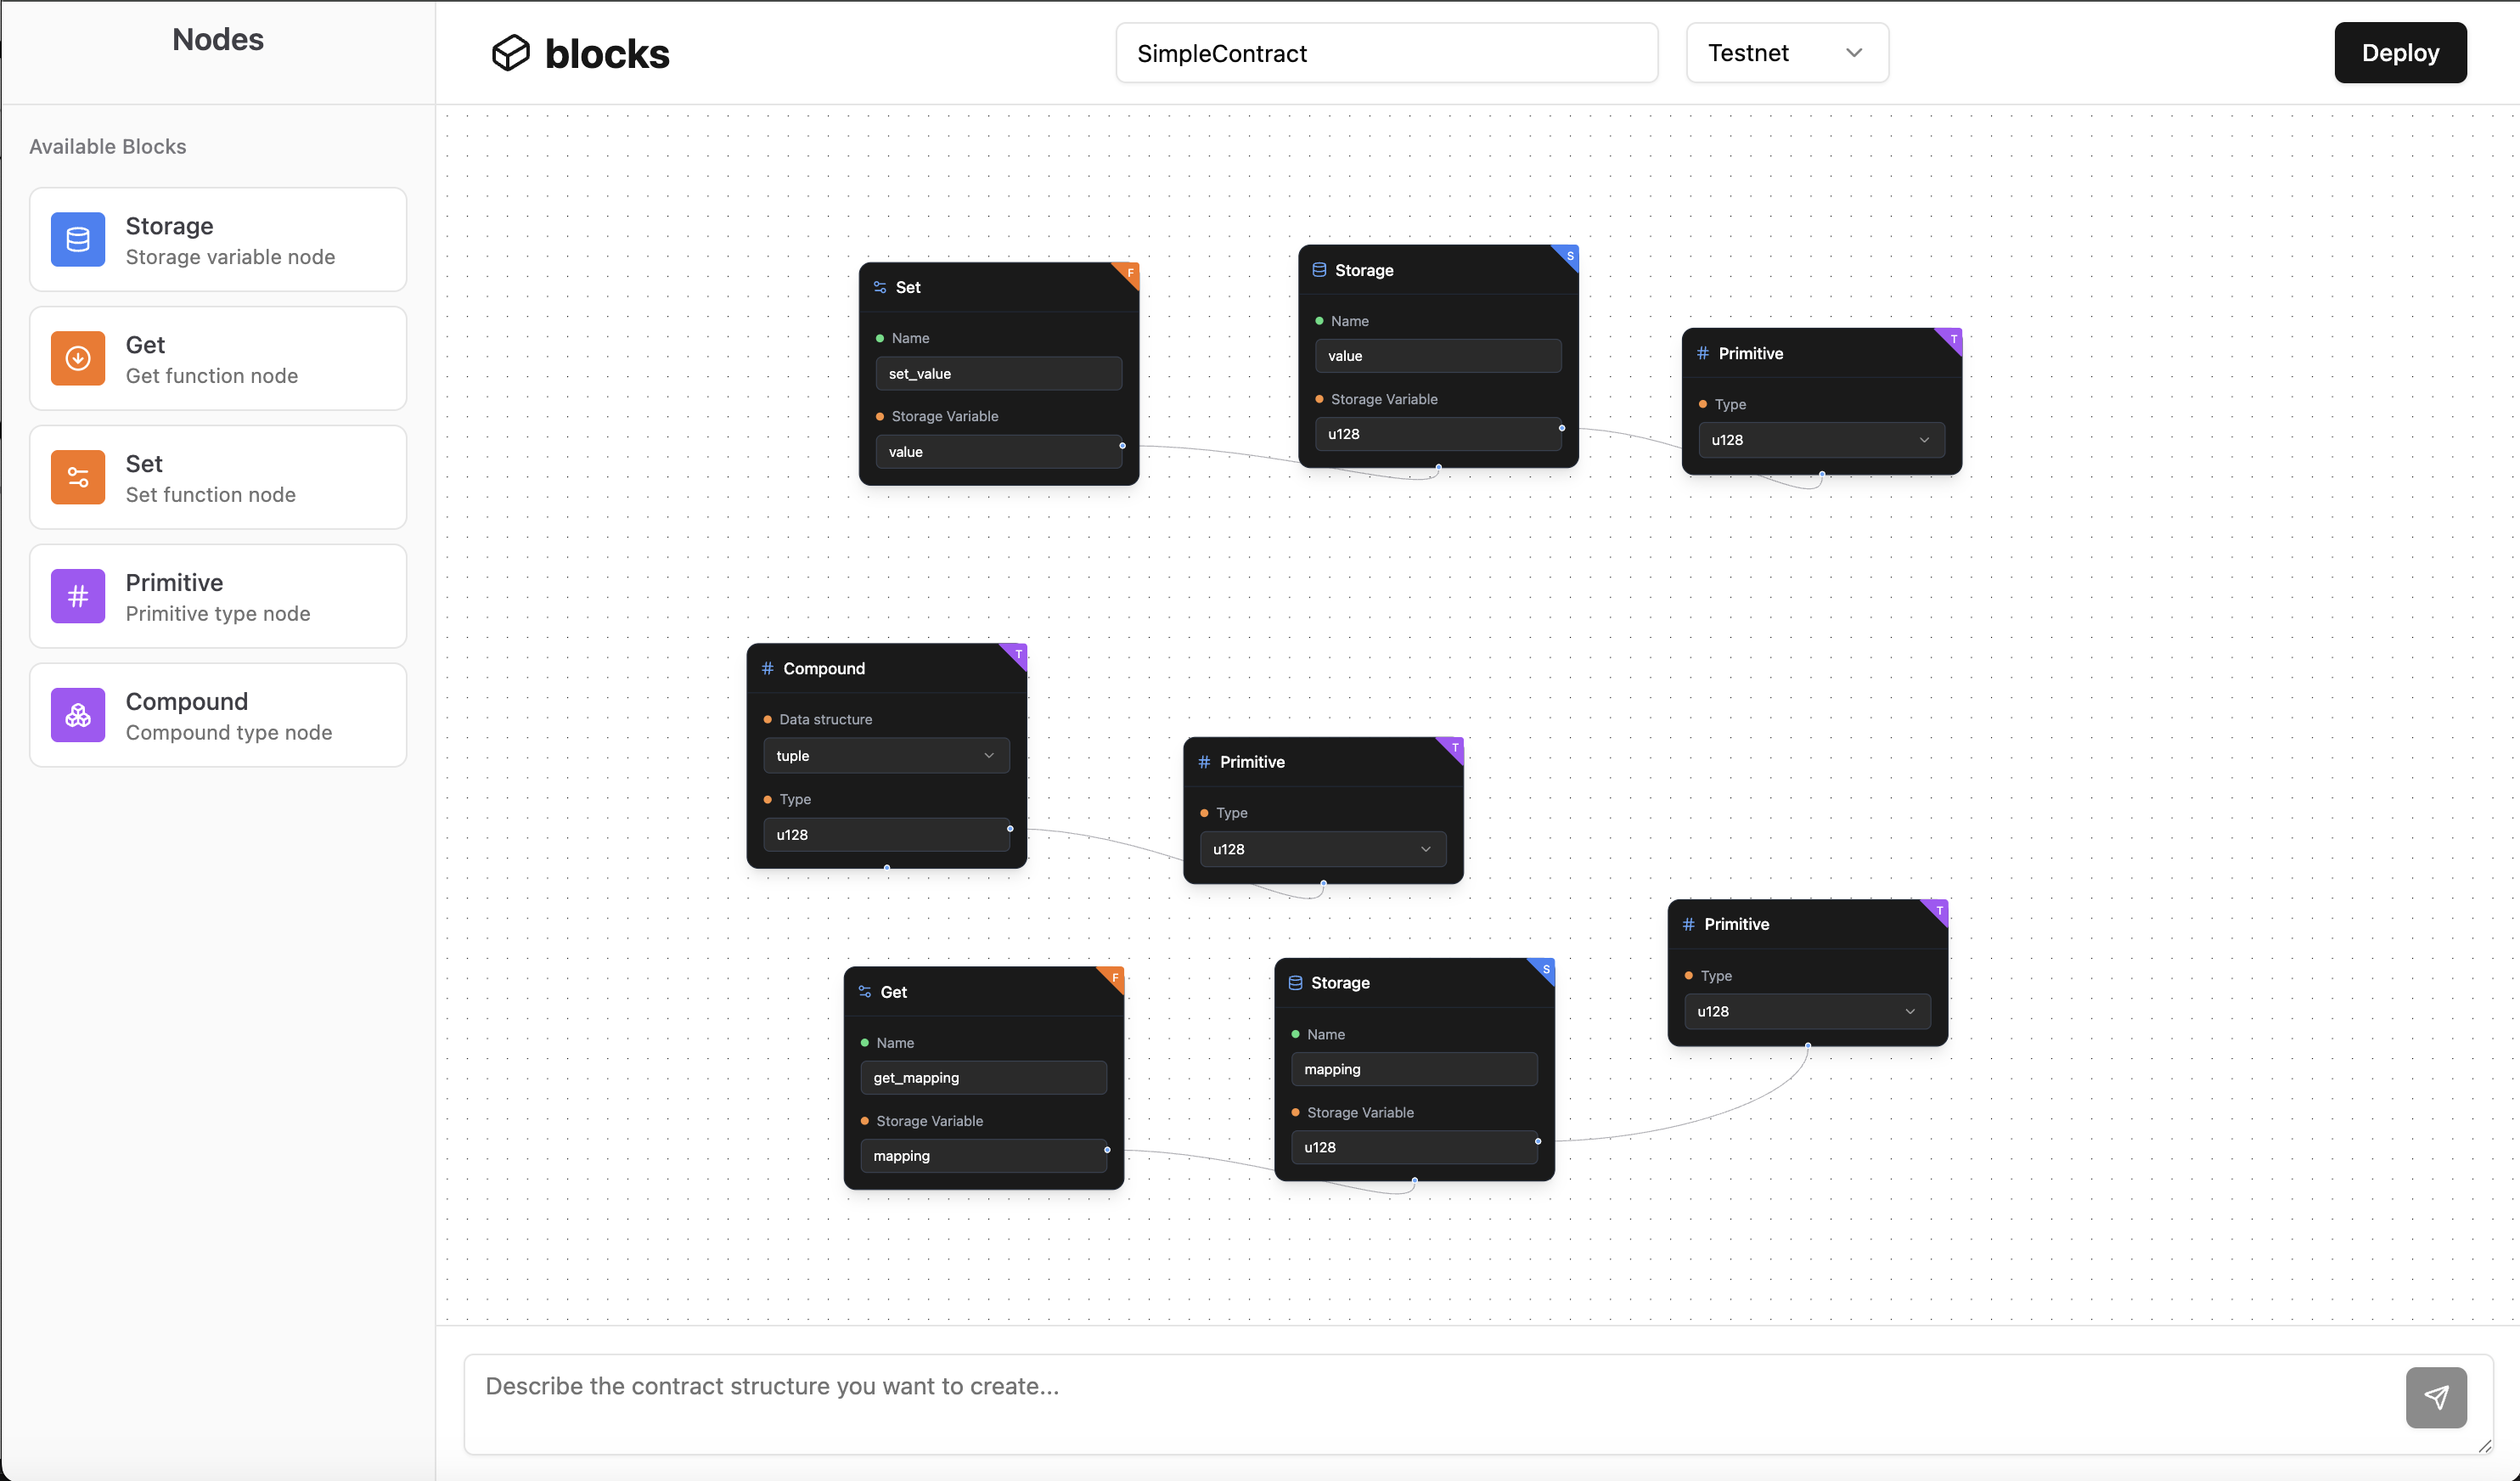 Nodes
blocks
SimpleContract
Testnet
Deploy
Available Blocks
Storage
Storage variable node
Get
Get function node
Set
Set function node
Primitive
Primitive type node
Compound
Compound type node
F
Set
Name
set_value
Storage Variable
value
S
Storage
Name
value
Storage Variable
u128
T
Primitive
Type
u128
T
Compound
Data structure
tuple
Type
u128
T
Primitive
Type
u128
F
Get
Name
get_mapping
Storage Variable
mapping
S
Storage
Name
mapping
Storage Variable
u128
T
Primitive
Type
u128
Describe the contract structure you want to create...